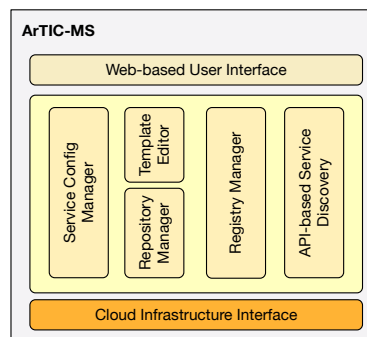 ArTIC-MS
Web-based User Interface
Service Config
Manager
Template
Editor
Repository
Manager
Registry Manager
API-based Service
Discovery
Cloud Infrastructure Interface